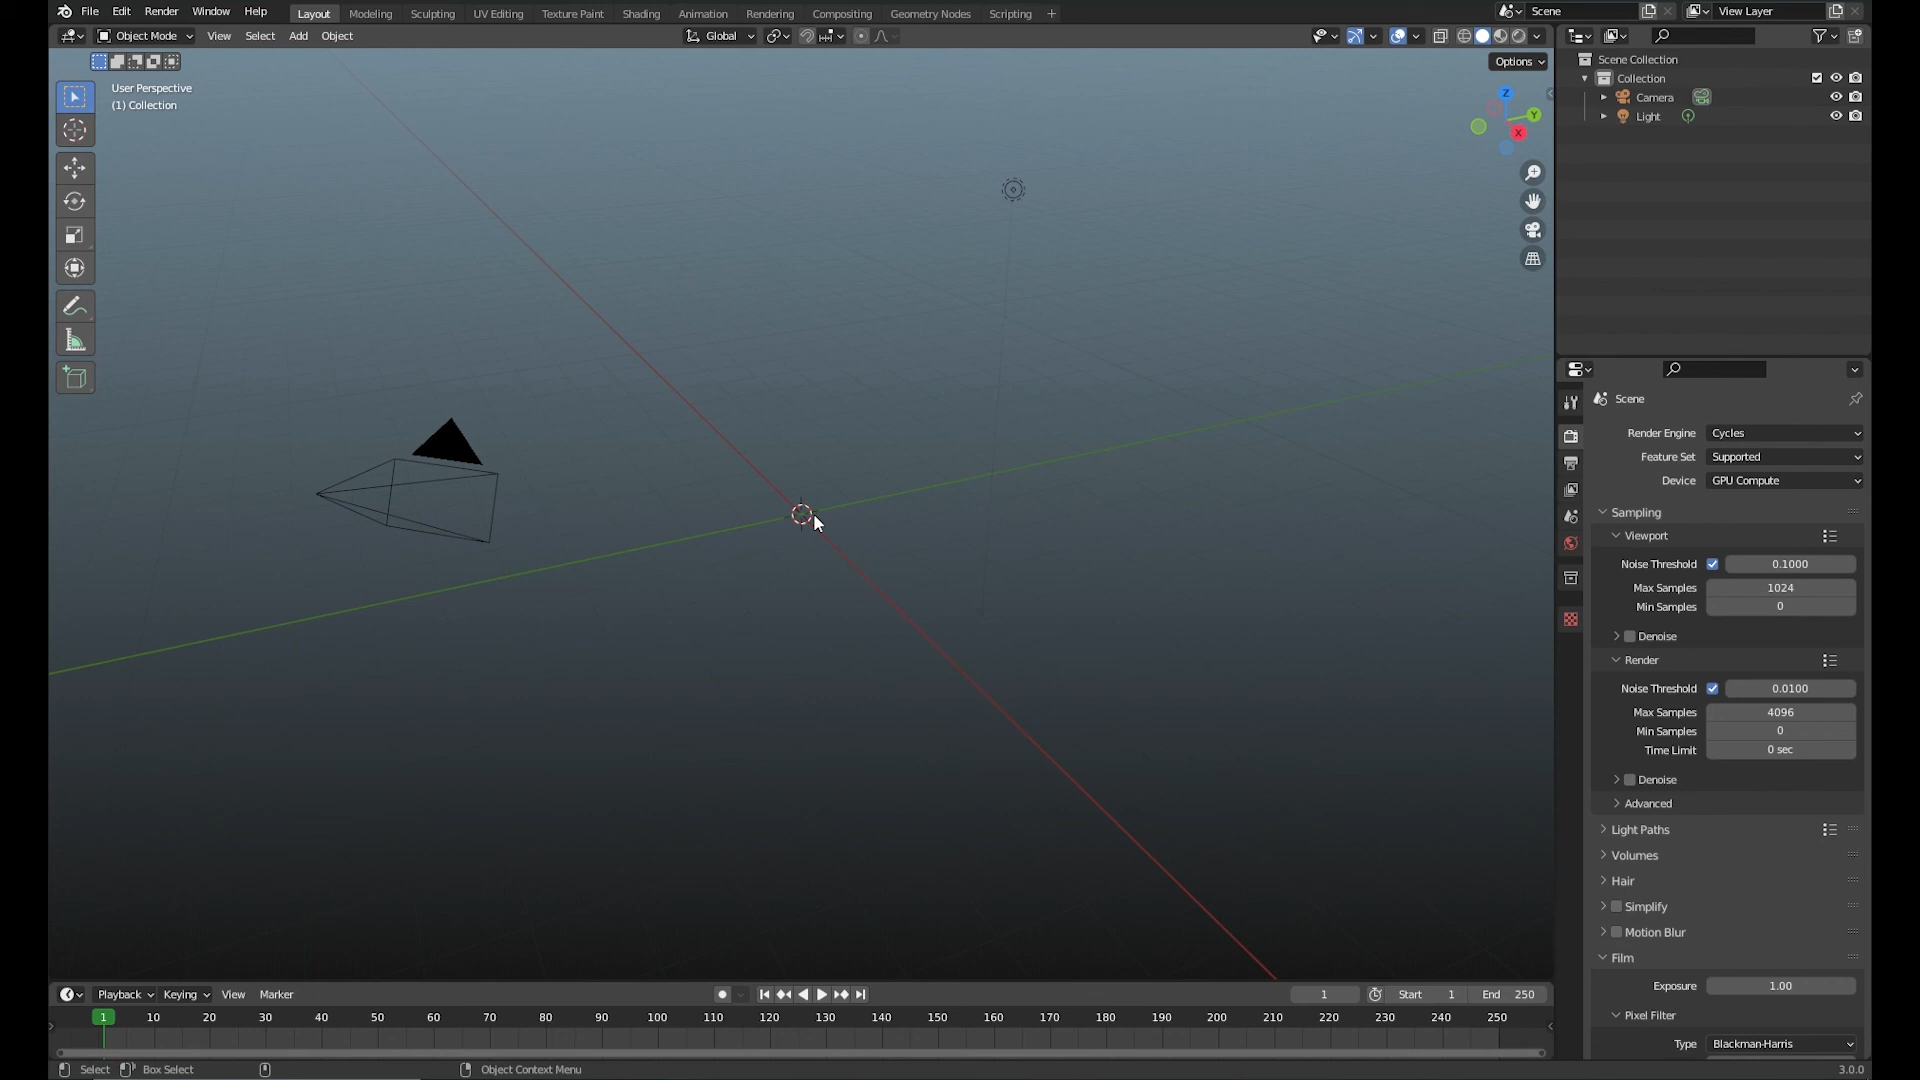 File Edit Render Window Help
Layout Modeling Sculpting UV Editing Texture Paint Shading Animation Rendering Compositing Geometry Nodes Scripting +
Scene
View Layer
Object Mode View Select Add Object
Global
Options
User Perspective
(1) Collection
Z
Y
X
Scene Collection
Collection
Camera
Light
Scene
Render Engine Cycles
Feature Set Supported
Device GPU Compute
Sampling
Viewport
Noise Threshold 0.1000
Max Samples 1024
Min Samples 0
Denoise
Render
Noise Threshold 0.0100
Max Samples 4096
Min Samples 0
Time Limit 0 sec
Denoise
Advanced
Light Paths
Volumes
Hair
Simplify
Motion Blur
Film
Exposure 1.00
Pixel Filter
Type Blackman-Harris
Playback Keying View Marker
1 Start 1 End 250
1 10 20 30 40 50 60 70 80 90 100 110 120 130 140 150 160 170 180 190 200 210 220 230 240 250
Select Box Select Object Context Menu 3.0.0